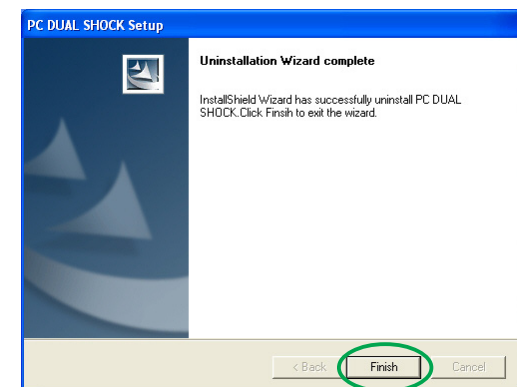 PC DUAL SHOCK Setup
Uninstallation Wizard complete
InstallShield Wizard has successfully uninstall PC DUAL
SHOCK.Click Finsih to exit the wizard.
< Back
Finish
Cancel